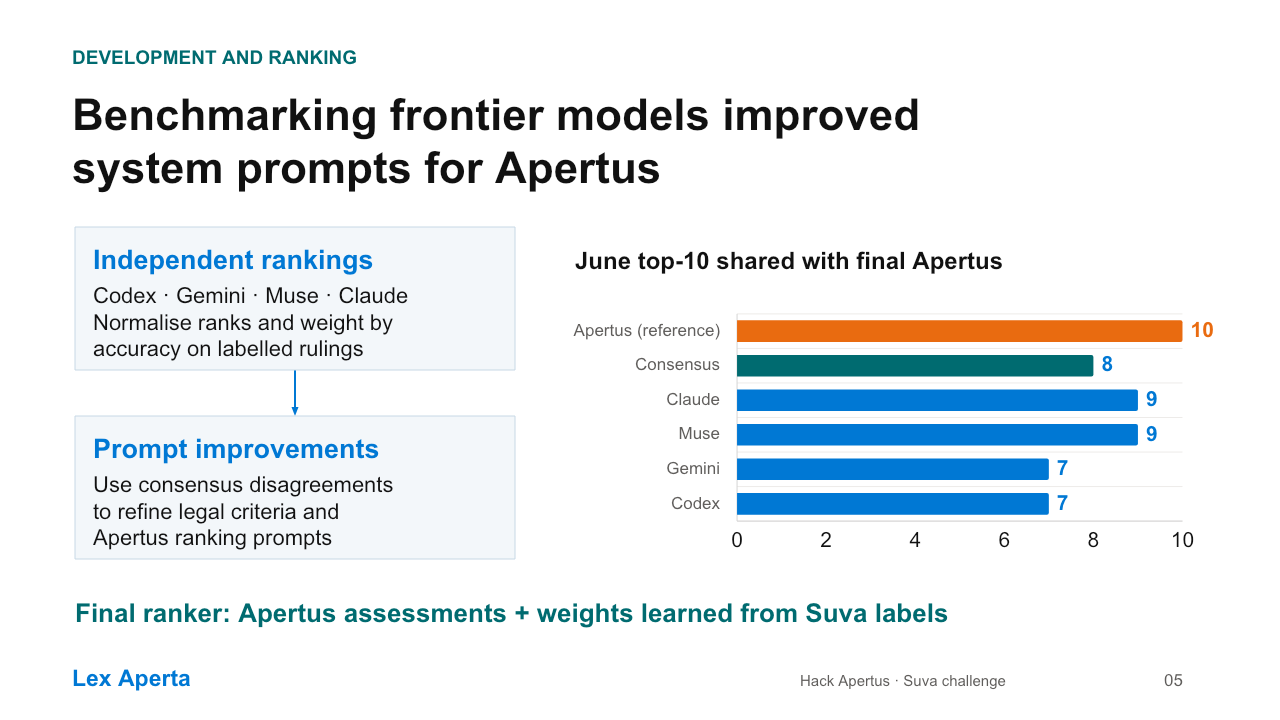 DEVELOPMENT AND RANKING
Benchmarking frontier models improved
system prompts for Apertus
Independent rankings
Codex · Gemini · Muse · Claude
Normalise ranks and weight by
accuracy on labelled rulings
Prompt improvements
Use consensus disagreements
to refine legal criteria and
Apertus ranking prompts
June top-10 shared with final Apertus
Apertus (reference) 10
Consensus 8
Claude 9
Muse 9
Gemini 7
Codex 7
0 2 4 6 8 10
Final ranker: Apertus assessments + weights learned from Suva labels
Lex Aperta
Hack Apertus · Suva challenge
05